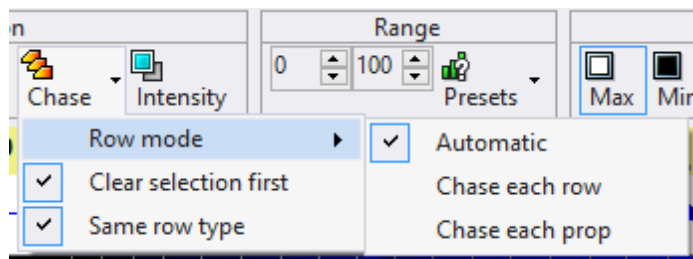 n
Range
0
100
Chase
Intensity
Presets
Max
Min
Row mode
Automatic
Clear selection first
Chase each row
Same row type
Chase each prop